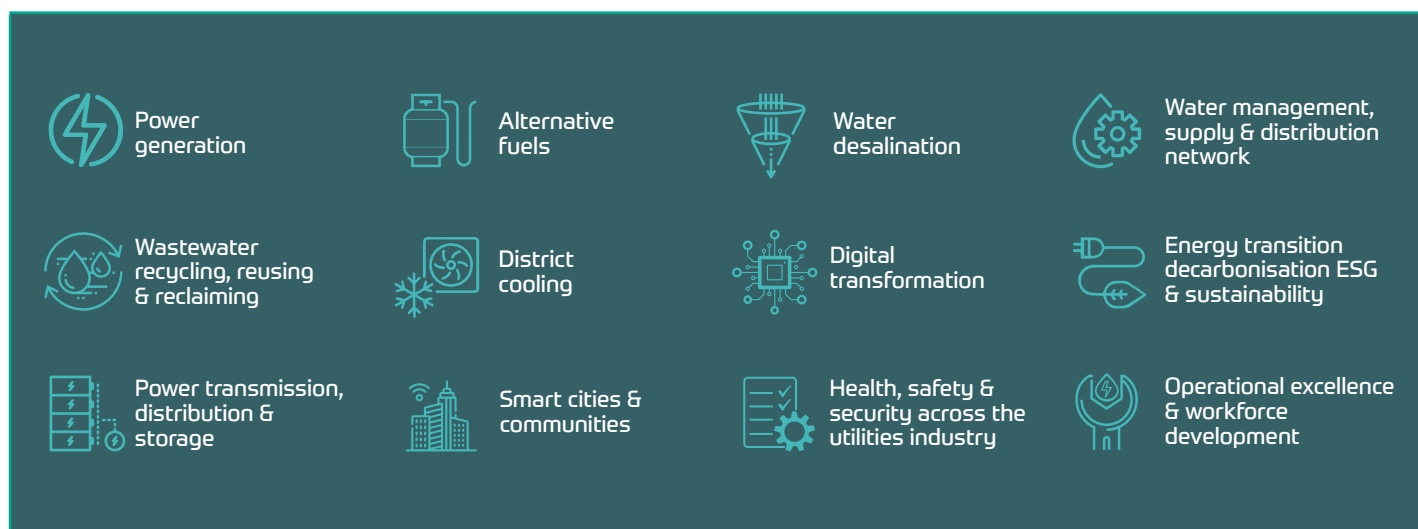 Power
generation
Alternative
fuels
Water
desalination
Water management,
supply & distribution
network
Wastewater
recycling, reusing
& reclaiming
District
cooling
Digital
transformation
Energy transition
decarbonisation ESG
& sustainability
Power transmission,
distribution &
storage
Smart cities &
communities
Health, safety &
security across the
utilities industry
Operational excellence
& workforce
development